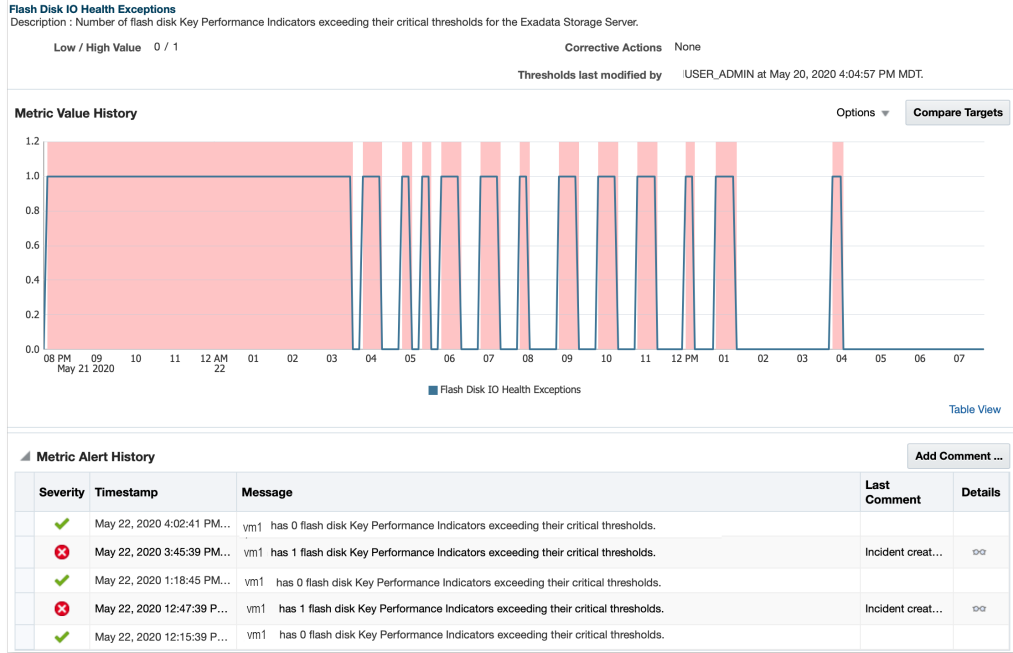 Flash Disk IO Health Exceptions
Description : Number of flash disk Key Performance Indicators exceeding their critical thresholds for the Exadata Storage Server.
Low / High Value 0 / 1 Corrective Actions None
Thresholds last modified by USER_ADMIN at May 20, 2020 4:04:57 PM MDT.
Metric Value History Options Compare Targets
1.2
1.0
0.8
0.6
0.4
0.2
0.0
08 PM 09 10 11 12 AM 01 02 03 04 05 06 07 08 09 10 11 12 PM 01 02 03 04 05 06 07
May 21 2020 22
Flash Disk IO Health Exceptions
Table View
Metric Alert History Add Comment ...
Severity Timestamp Message Last Comment Details
May 22, 2020 4:02:41 PM... vm1 has 0 flash disk Key Performance Indicators exceeding their critical thresholds.
May 22, 2020 3:45:39 PM... vm1 has 1 flash disk Key Performance Indicators exceeding their critical thresholds. Incident creat...
May 22, 2020 1:18:45 PM... vm1 has 0 flash disk Key Performance Indicators exceeding their critical thresholds.
May 22, 2020 12:47:39 P... vm1 has 1 flash disk Key Performance Indicators exceeding their critical thresholds. Incident creat...
May 22, 2020 12:15:39 P... vm1 has 0 flash disk Key Performance Indicators exceeding their critical thresholds.